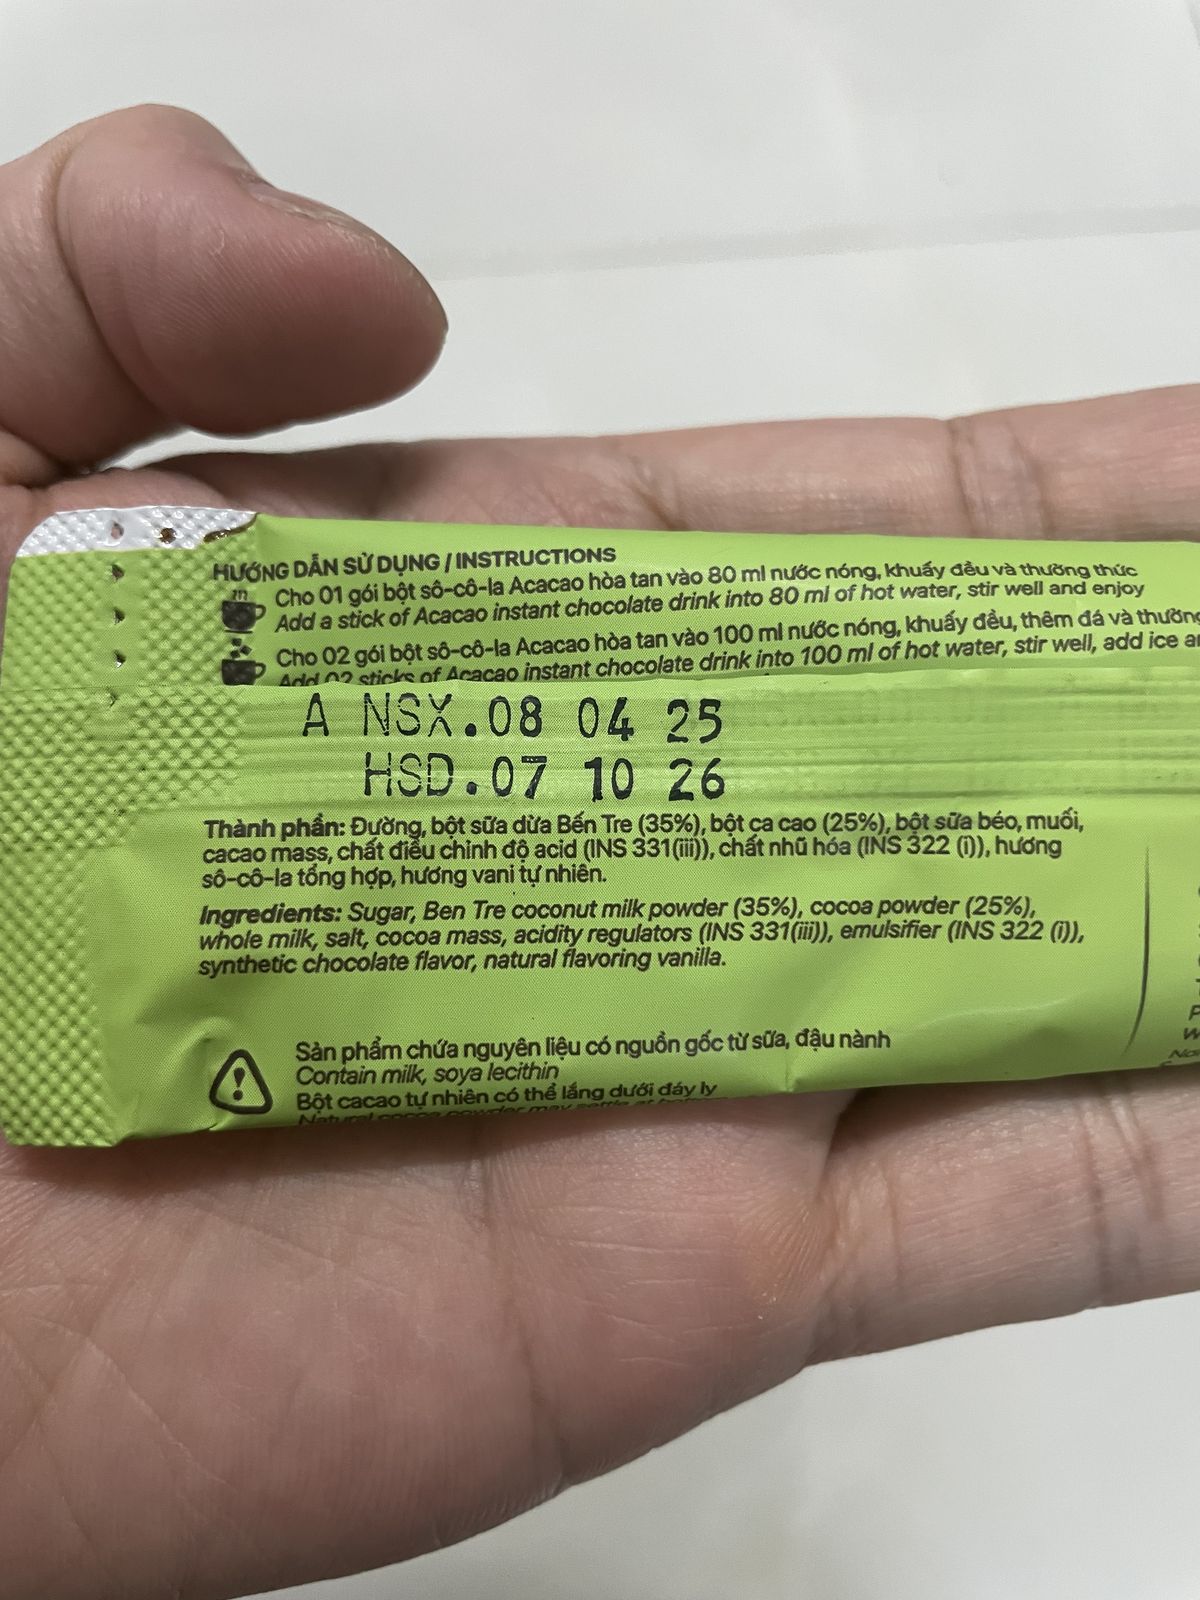 HƯỚNG DẪN SỬ DỤNG / INSTRUCTIONS
Cho 01 gói bột sô-cô-la Acacao hòa tan vào 80 ml nước nóng, khuấy đều và thưởng thức
Add a stick of Acacao instant chocolate drink into 80 ml of hot water, stir well and enjoy
Cho 02 gói bột sô-cô-la Acacao hòa tan vào 100 ml nước nóng, khuấy đều, thêm đá và thưởng
Add 02 sticks of Acacao instant chocolate drink into 100 ml of hot water, stir well, add ice
A NSX.08 04 25
HSD.07 10 26
Thành phần: Đường, bột sữa dừa Bến Tre (35%), bột ca cao (25%), bột sữa béo, muối,
cacao mass, chất điều chỉnh độ acid (INS 331(iii)), chất nhũ hóa (INS 322 (i)), hương
sô-cô-la tổng hợp, hương vani tự nhiên.
Ingredients: Sugar, Ben Tre coconut milk powder (35%), cocoa powder (25%),
whole milk, salt, cocoa mass, acidity regulators (INS 331(iii)), emulsifier (INS 322 (i)),
synthetic chocolate flavor, natural flavoring vanilla.
Sản phẩm chứa nguyên liệu có nguồn gốc từ sữa, đậu nành
Contain milk, soya lecithin
Bột cacao tự nhiên có thể lắng dưới đáy ly
Natural cocoa powder may settle at